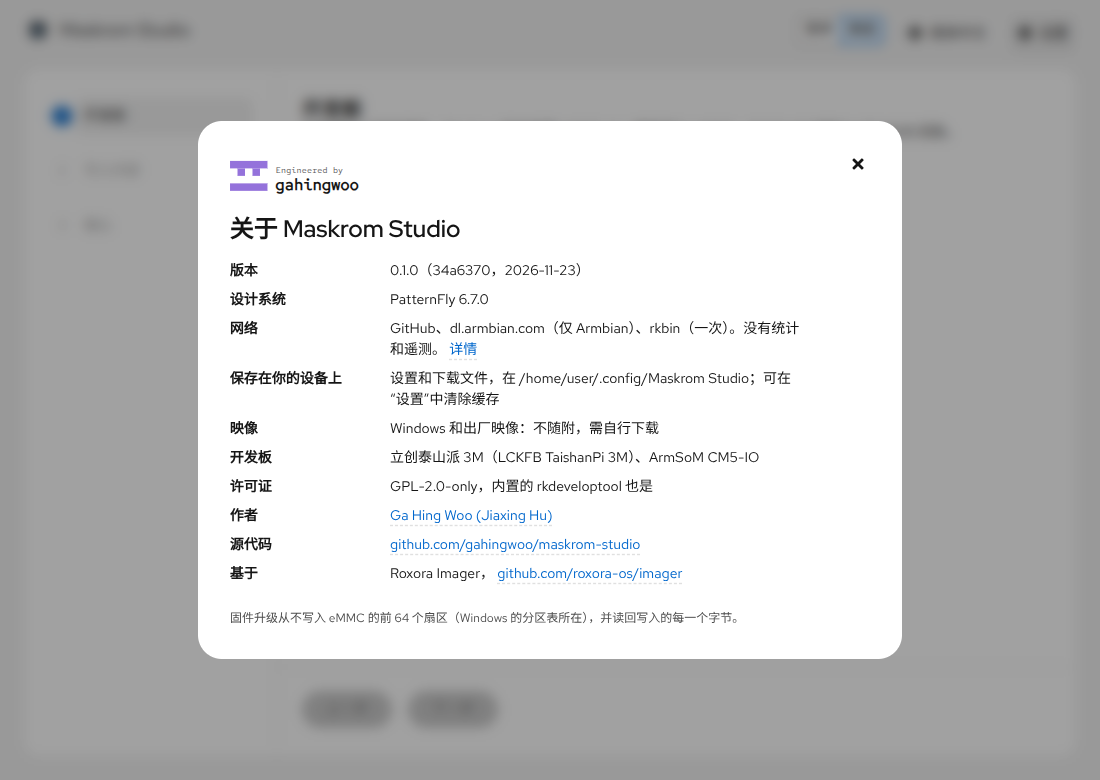 Engineered by
gahingwoo
关于 Maskrom Studio
版本 0.1.0（34a6370，2026-11-23）
设计系统 PatternFly 6.7.0
网络 GitHub、dl.armbian.com（仅 Armbian）、rkbin（一次）。没有统计
和遥测。 详情
保存在你的设备上 设置和下载文件，在 /home/user/.config/Maskrom Studio；可在
“设置”中清除缓存
映像 Windows 和出厂映像：不随附，需自行下载
开发板 立创泰山派 3M（LCKFB TaishanPi 3M）、ArmSoM CM5-IO
许可证 GPL-2.0-only，内置的 rkdeveloptool 也是
作者 Ga Hing Woo (Jiaxing Hu)
源代码 github.com/gahingwoo/maskrom-studio
基于 Roxora Imager， github.com/roxora-os/imager
固件升级从不写入 eMMC 的前 64 个扇区（Windows 的分区表所在），并读回写入的每一个字节。